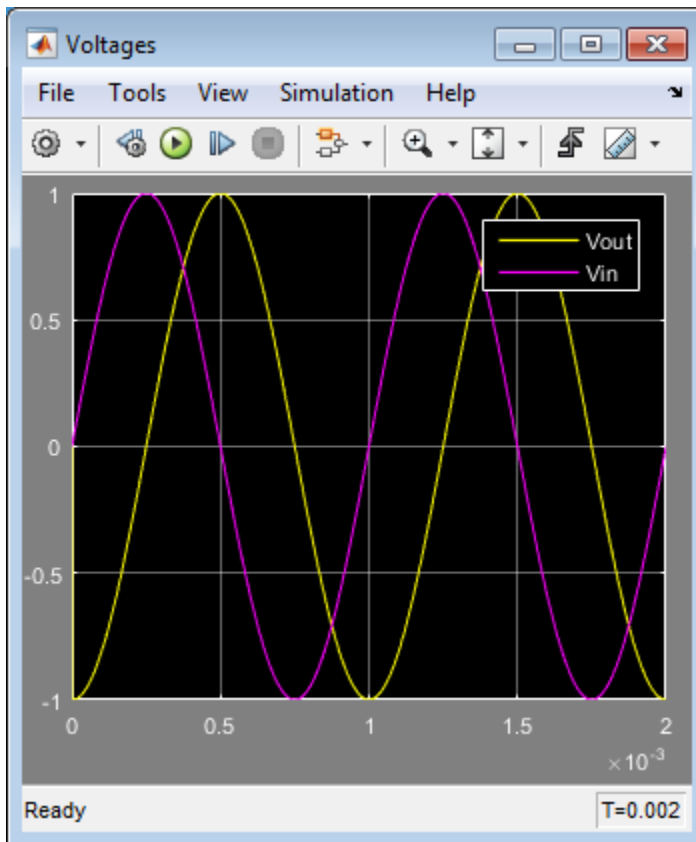 Voltages
File Tools View Simulation Help
1
0.5
0
-0.5
-1
Vout
Vin
0 0.5 1 1.5 2
×10-3
Ready T=0.002